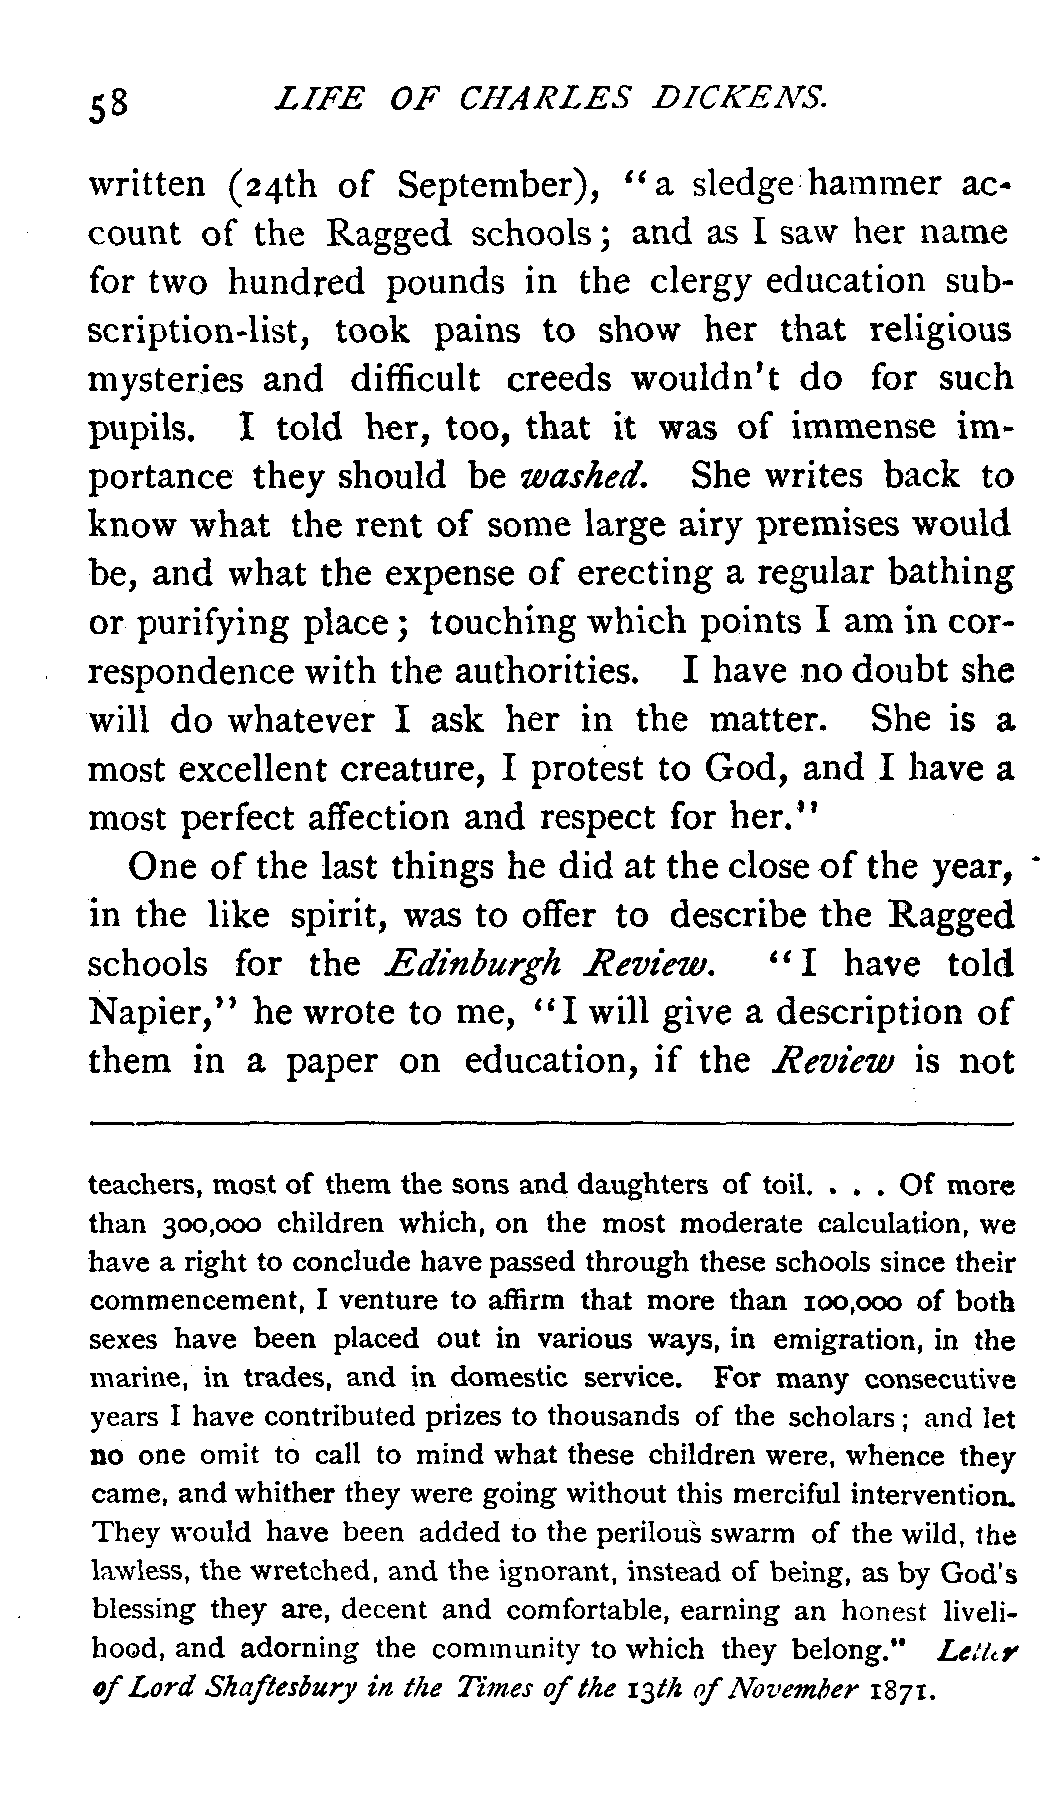 58 LIFE OF CHARLES DICKENS.
written (24th of September), “a sledge hammer ac-
count of the Ragged schools; and as I saw her name
for two hundred pounds in the clergy education sub-
scription-list, took pains to show her that religious
mysteries and difficult creeds wouldn't do for such
pupils. I told her, too, that it was of immense im-
portance they should be washed. She writes back to
know what the rent of some large airy premises would
be, and what the expense of erecting a regular bathing
or purifying place; touching which points I am in cor-
respondence with the authorities. I have no doubt she
will do whatever I ask her in the matter. She is a
most excellent creature, I protest to God, and I have a
most perfect affection and respect for her.”
One of the last things he did at the close of the year,
in the like spirit, was to offer to describe the Ragged
schools for the Edinburgh Review. “I have told
Napier,” he wrote to me, “I will give a description of
them in a paper on education, if the Review is not
teachers, most of them the sons and daughters of toil. . . . Of more
than 300,000 children which, on the most moderate calculation, we
have a right to conclude have passed through these schools since their
commencement, I venture to affirm that more than 100,000 of both
sexes have been placed out in various ways, in emigration, in the
marine, in trades, and in domestic service. For many consecutive
years I have contributed prizes to thousands of the scholars; and let
no one omit to call to mind what these children were, whence they
came, and whither they were going without this merciful intervention.
They would have been added to the perilous swarm of the wild, the
lawless, the wretched, and the ignorant, instead of being, as by God's
blessing they are, decent and comfortable, earning an honest liveli-
hood, and adorning the community to which they belong." Letter
of Lord Shaftesbury in the Times of the 13th of November 1871.